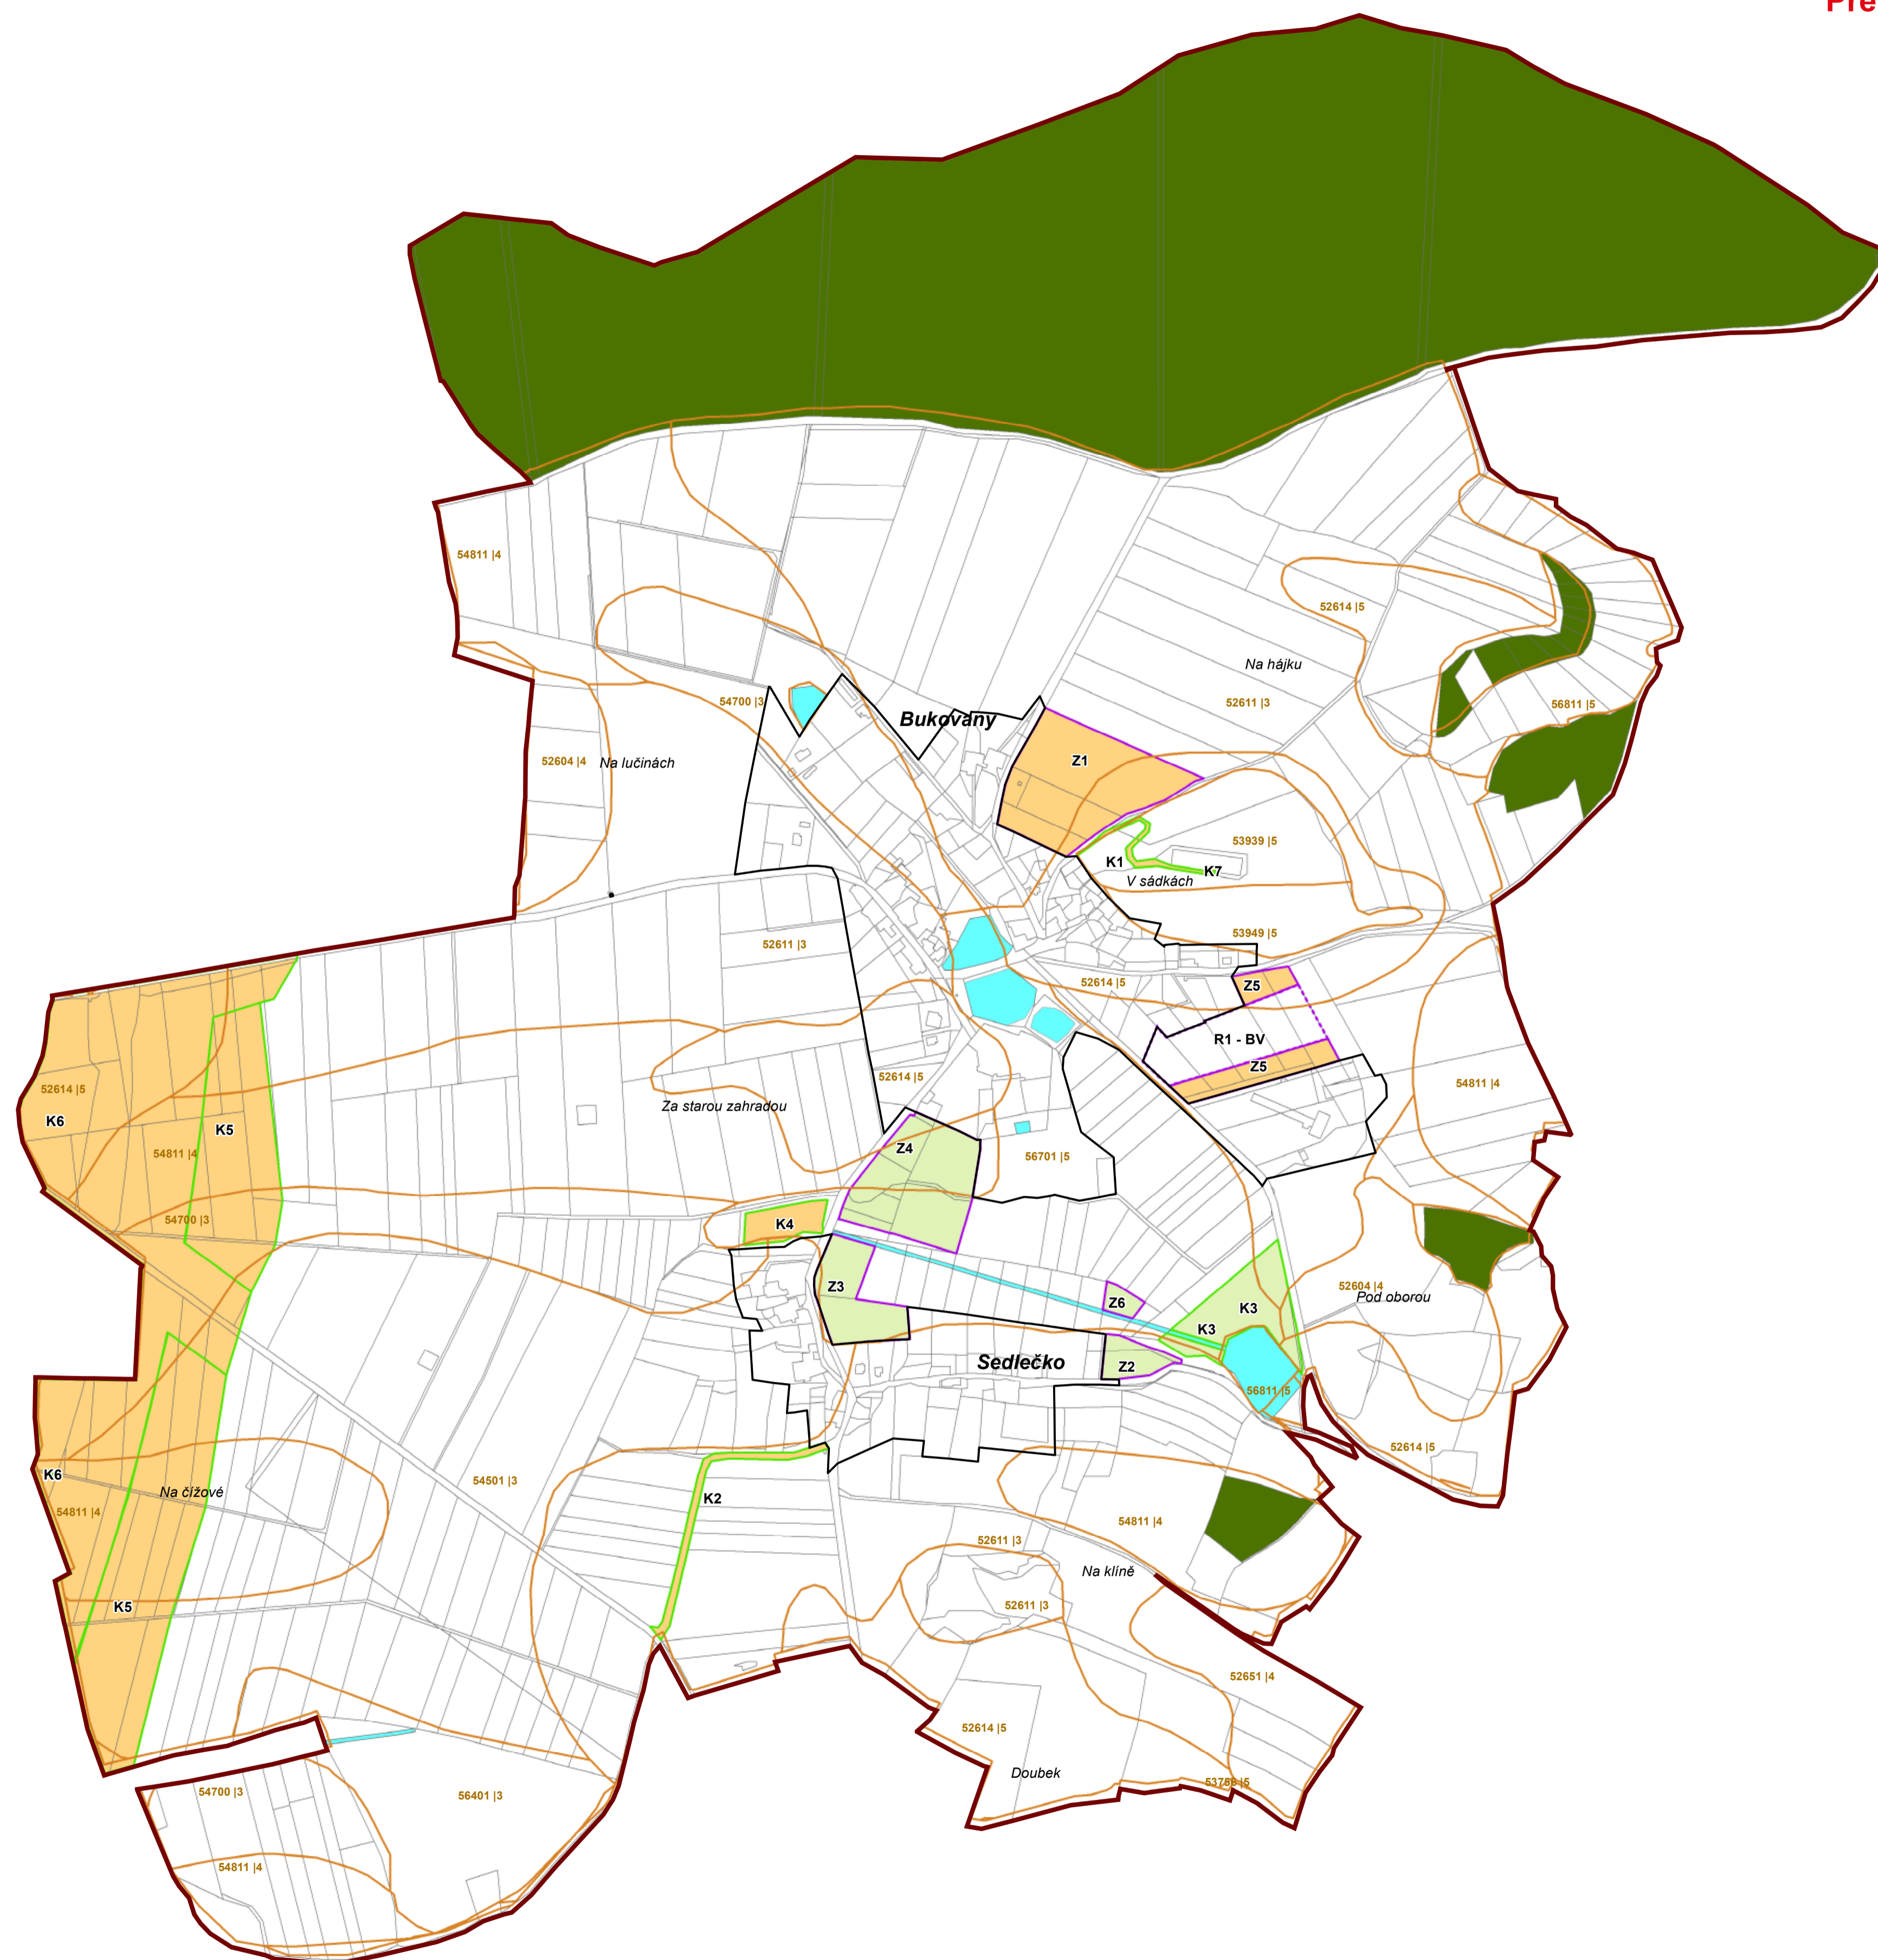 Pre
54811 |4
52614 |5
Na hájku
54700 |3
52611 |3
56811 |5
Bukovany
52604 |4
Na lučinách
Z1
53939 |5
K1
K7
V sádkách
52611 |3
53949 |5
52614 |5
Z5
R1 - BV
Z5
52614 |5
52614 |5
54811 |4
K6
Za starou zahradou
K5
54811 |4
Z4
56701 |5
54700 |3
K4
Z3
52604 |4
Pod oborou
Z6
K3
K3
Sedlečko
Z2
56811 |5
52614 |5
K6
54501 |3
Na čížové
K2
54811 |4
54811 |4
52611 |3
Na klíně
K5
52611 |3
52651 |4
52614 |5
Doubek
54700 |3
56401 |3
54811 |4